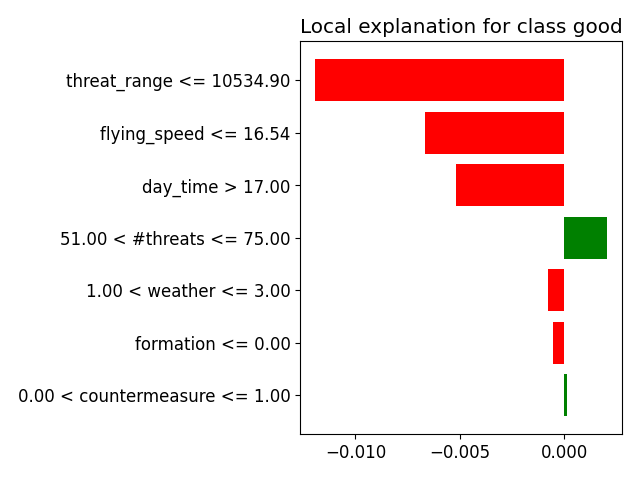 Local explanation for class good
threat_range <= 10534.90
flying_speed <= 16.54
day_time > 17.00
51.00 < #threats <= 75.00
1.00 < weather <= 3.00
formation <= 0.00
0.00 < countermeasure <= 1.00
−0.010 −0.005 0.000